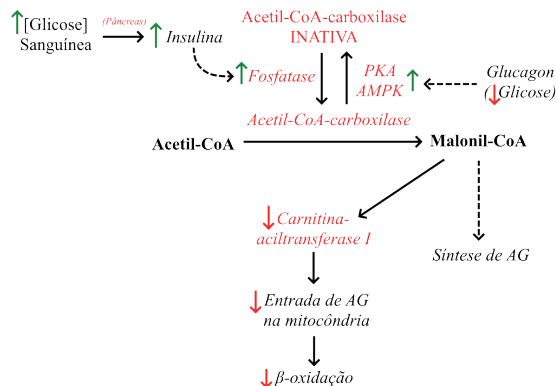 [Glicose]
Sanguínea
(Pâncreas)
Insulina
Acetil-CoA-carboxilase
INATIVA
Fosfatase
PKA
AMPK
Glucagon
(Glicose)
Acetil-CoA-carboxilase
Acetil-CoA
Malonil-CoA
Carnitina-
aciltransferase I
Síntese de AG
Entrada de AG
na mitocôndria
β-oxidação